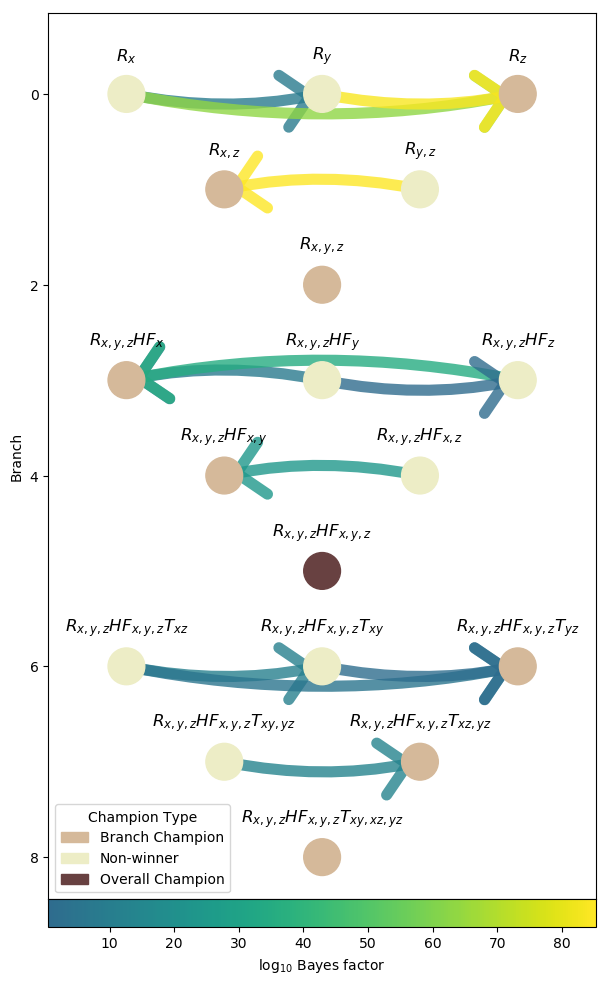 R_x R_y R_z
0
R_{x,z} R_{y,z}
R_{x,y,z}
2
R_{x,y,z}HF_x R_{x,y,z}HF_y R_{x,y,z}HF_z
R_{x,y,z}HF_{x,y} R_{x,y,z}HF_{x,z}
4
Branch
R_{x,y,z}HF_{x,y,z}
R_{x,y,z}HF_{x,y,z}T_{xz} R_{x,y,z}HF_{x,y,z}T_{xy} R_{x,y,z}HF_{x,y,z}T_{yz}
6
R_{x,y,z}HF_{x,y,z}T_{xy,yz} R_{x,y,z}HF_{x,y,z}T_{xz,yz}
R_{x,y,z}HF_{x,y,z}T_{xy,xz,yz}
8
Champion Type
Branch Champion
Non-winner
Overall Champion
10 20 30 40 50 60 70 80
log_{10} Bayes factor